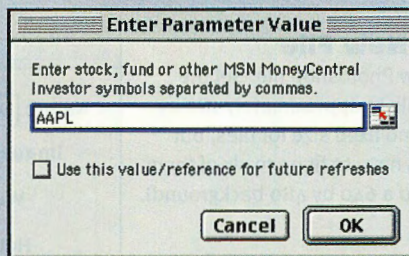 Enter Parameter Value
Enter stock, fund or other MSN MoneyCentral
Investor symbols separated by commas.
AAPL
Use this value/reference for future refreshes
Cancel
OK